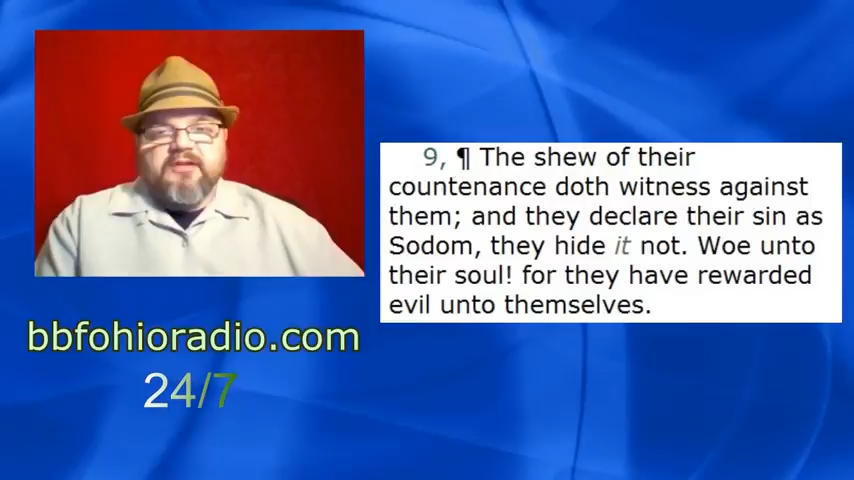 9, ¶ The shew of their
countenance doth witness against
them; and they declare their sin as
Sodom, they hide it not. Woe unto
their soul! for they have rewarded
evil unto themselves.
bbfohioradio.com
24/7